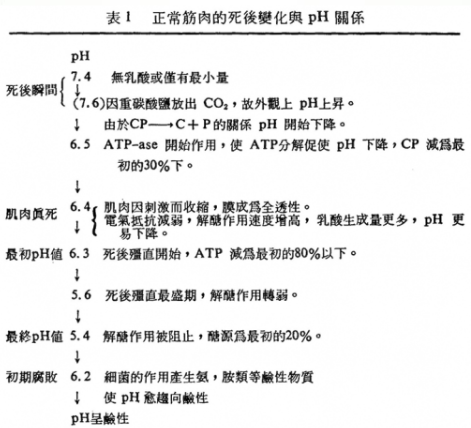 表1 正常筋肉的死後變化與 pH 關係
pH
死後瞬間 7.4 無乳酸或僅有最小量
↓
(7.6)因重碳酸鹽放出 CO₂，故外觀上 pH上昇。
↓ 由於CP⟶C＋P的關係 pH 開始下降。
6.5 ATP-ase 開始作用，使 ATP分解促使 pH 下降，CP 減爲最
初的30%下。
↓
肌肉眞死 6.4 肌肉因刺激而收縮，膜成爲全透性。
↓ 電氣抵抗減弱，解醣作用速度增高，乳酸生成量更多，pH 更
易下降。
最初pH値 6.3 死後殭直開始，ATP 減爲最初的80%以下。
↓
5.6 死後殭直最盛期，解醣作用轉弱。
↓
最終pH値 5.4 解醣作用被阻止，醣源爲最初的20%。
↓
初期腐敗 6.2 細菌的作用產生氨，胺類等鹼性物質
↓ 使 pH 愈趨向鹼性
pH呈鹼性